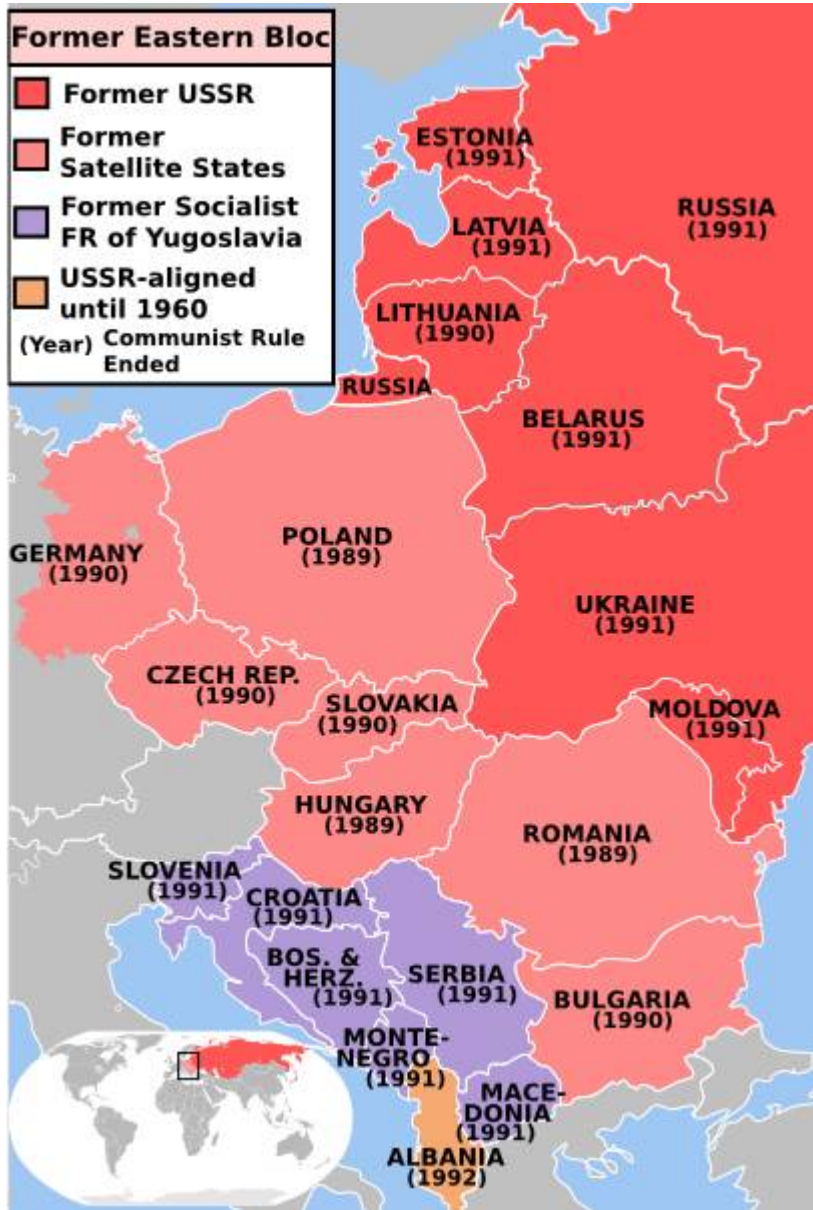 Former Eastern Bloc
Former USSR
Former
Satellite States
Former Socialist
FR of Yugoslavia
USSR-aligned
until 1960
(Year) Communist Rule
Ended
ESTONIA
(1991)
RUSSIA
(1991)
LATVIA
(1991)
LITHUANIA
(1990)
RUSSIA
BELARUS
(1991)
POLAND
(1989)
GERMANY
(1990)
UKRAINE
(1991)
CZECH REP.
(1990)
SLOVAKIA
(1990)
MOLDOVA
(1991)
HUNGARY
(1989)
ROMANIA
(1989)
SLOVENIA
(1991)
CROATIA
(1991)
BOS. &
HERZ.
(1991)
SERBIA
(1991)
BULGARIA
(1990)
MONTE-
NEGRO
(1991)
MACE-
DONIA
(1991)
ALBANIA
(1992)